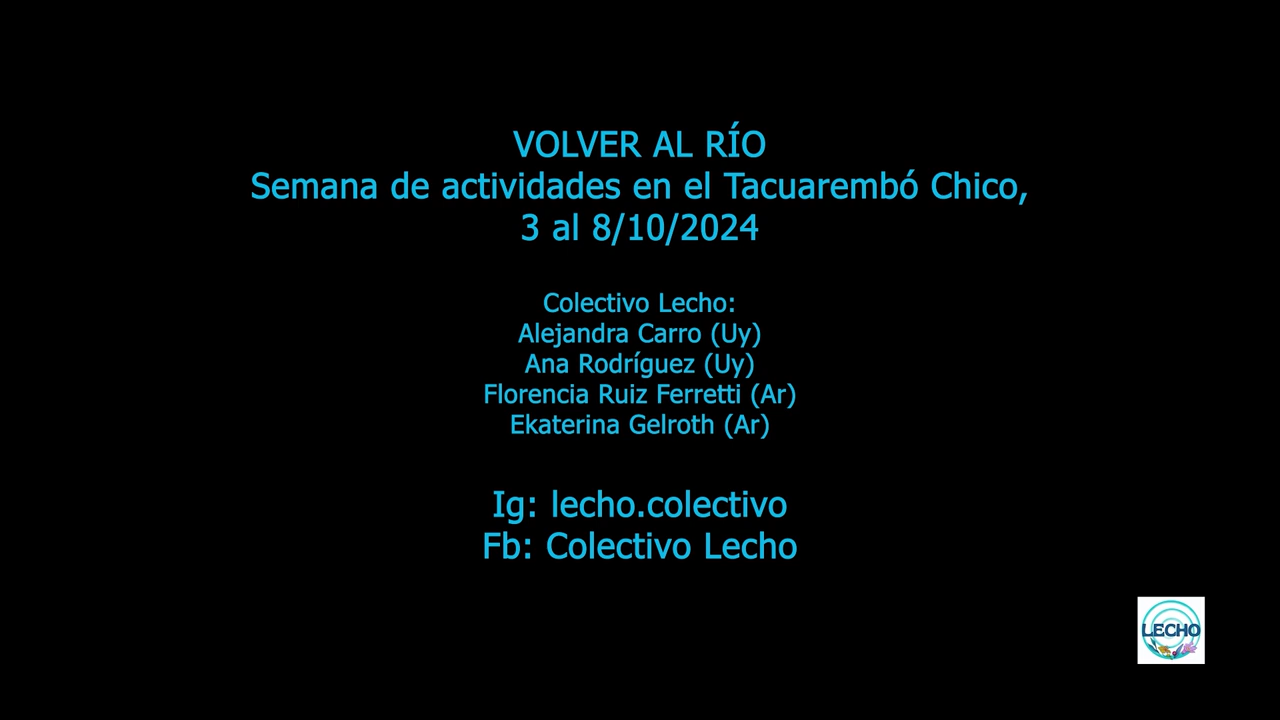 VOLVER AL RÍO
Semana de actividades en el Tacuarembó Chico,
3 al 8/10/2024
Colectivo Lecho:
Alejandra Carro (Uy)
Ana Rodríguez (Uy)
Florencia Ruiz Ferretti (Ar)
Ekaterina Gelroth (Ar)
Ig: lecho.colectivo
Fb: Colectivo Lecho
LECHO